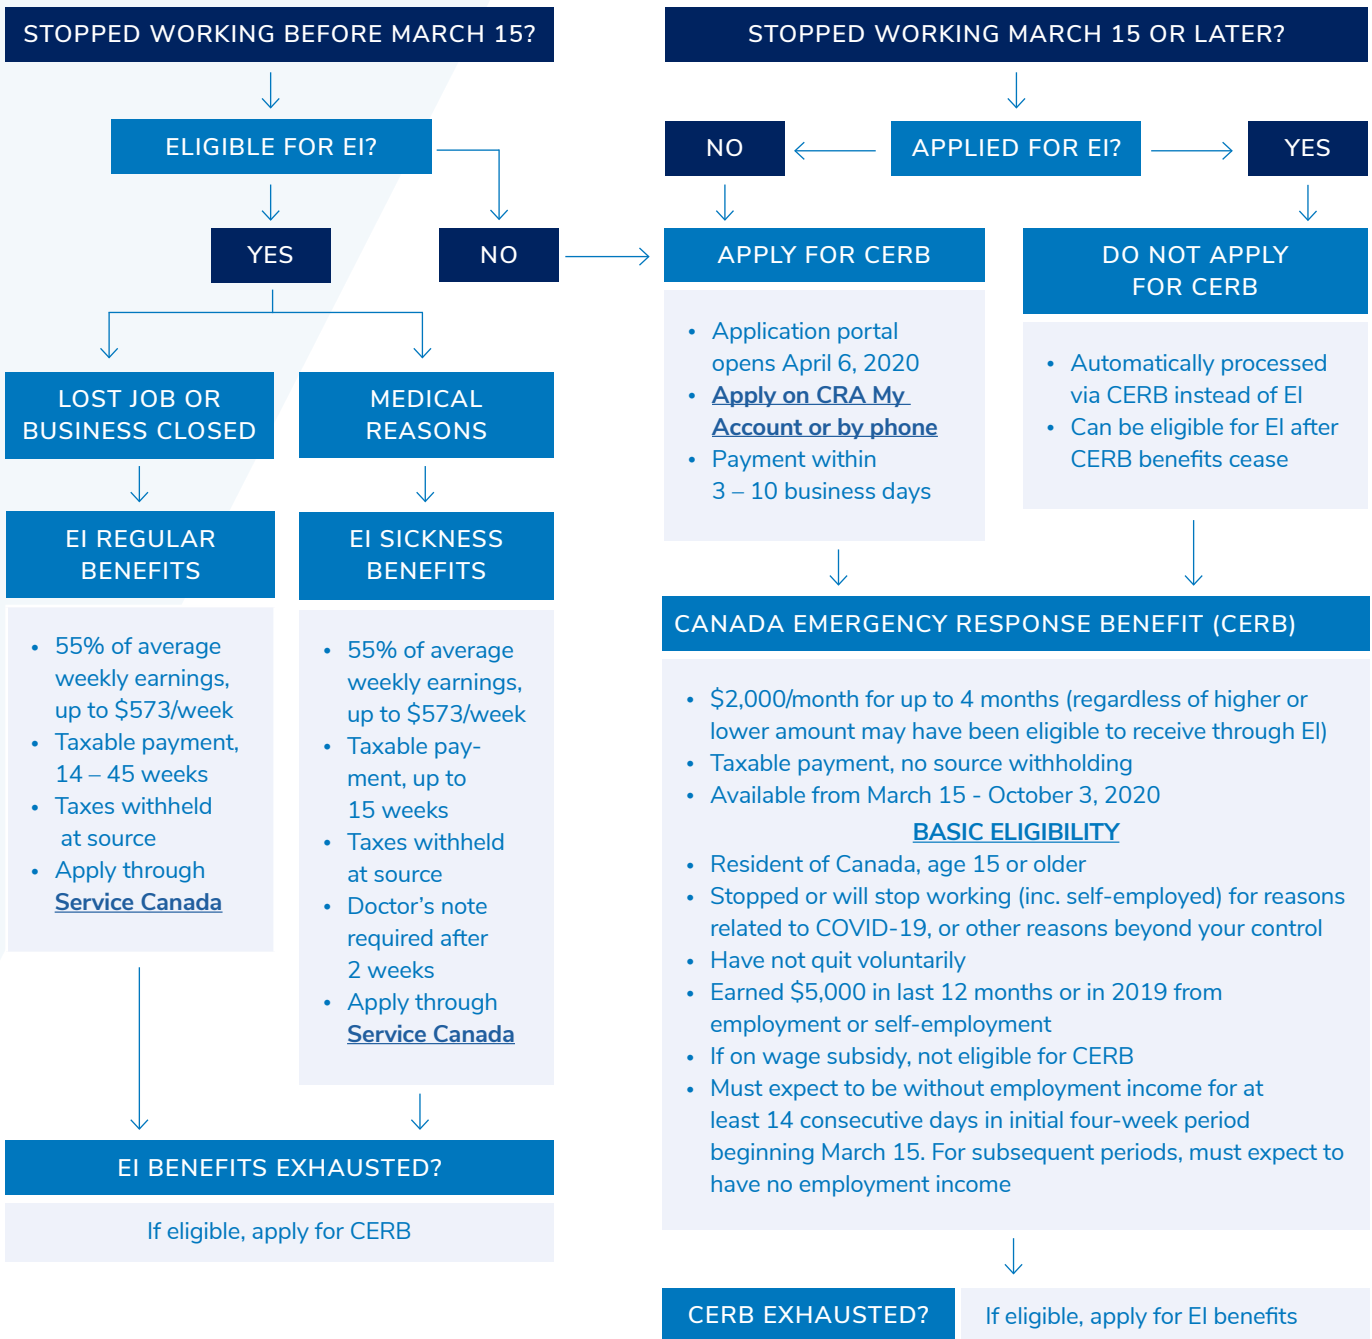 STOPPED WORKING BEFORE MARCH 15?
ELIGIBLE FOR EI?
YES
NO
LOST JOB OR
BUSINESS CLOSED
MEDICAL
REASONS
EI REGULAR
BENEFITS
• 55% of average
weekly earnings,
up to $573/week
• Taxable payment,
14 – 45 weeks
• Taxes withheld
at source
• Apply through
Service Canada
EI SICKNESS
BENEFITS
• 55% of average
weekly earnings,
up to $573/week
• Taxable pay-
ment, up to
15 weeks
• Taxes withheld
at source
• Doctor’s note
required after
2 weeks
• Apply through
Service Canada
EI BENEFITS EXHAUSTED?
If eligible, apply for CERB
STOPPED WORKING MARCH 15 OR LATER?
NO
APPLIED FOR EI?
YES
APPLY FOR CERB
• Application portal
opens April 6, 2020
• Apply on CRA My
Account or by phone
• Payment within
3 – 10 business days
DO NOT APPLY
FOR CERB
• Automatically processed
via CERB instead of EI
• Can be eligible for EI after
CERB benefits cease
CANADA EMERGENCY RESPONSE BENEFIT (CERB)
• $2,000/month for up to 4 months (regardless of higher or
lower amount may have been eligible to receive through EI)
• Taxable payment, no source withholding
• Available from March 15 - October 3, 2020
BASIC ELIGIBILITY
• Resident of Canada, age 15 or older
• Stopped or will stop working (inc. self-employed) for reasons
related to COVID-19, or other reasons beyond your control
• Have not quit voluntarily
• Earned $5,000 in last 12 months or in 2019 from
employment or self-employment
• If on wage subsidy, not eligible for CERB
• Must expect to be without employment income for at
least 14 consecutive days in initial four-week period
beginning March 15. For subsequent periods, must expect to
have no employment income
CERB EXHAUSTED?
If eligible, apply for EI benefits